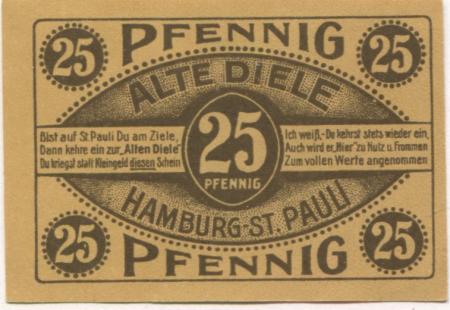 PFENNIG
25 25
ALTE DIELE
Bist auf St Pauli Du am Ziele,
Dann kehre ein zur „Alten Diele"
Du kriegst statt Kleingeld diesen Schein
25
PFENNIG
Ich weiß,- Du kehrst stets wieder ein,
Auch wird er „Hier" zu Nutz u. Frommen
Zum vollen Werte angenommen
HAMBURG-ST. PAULI
25 25
PFENNIG